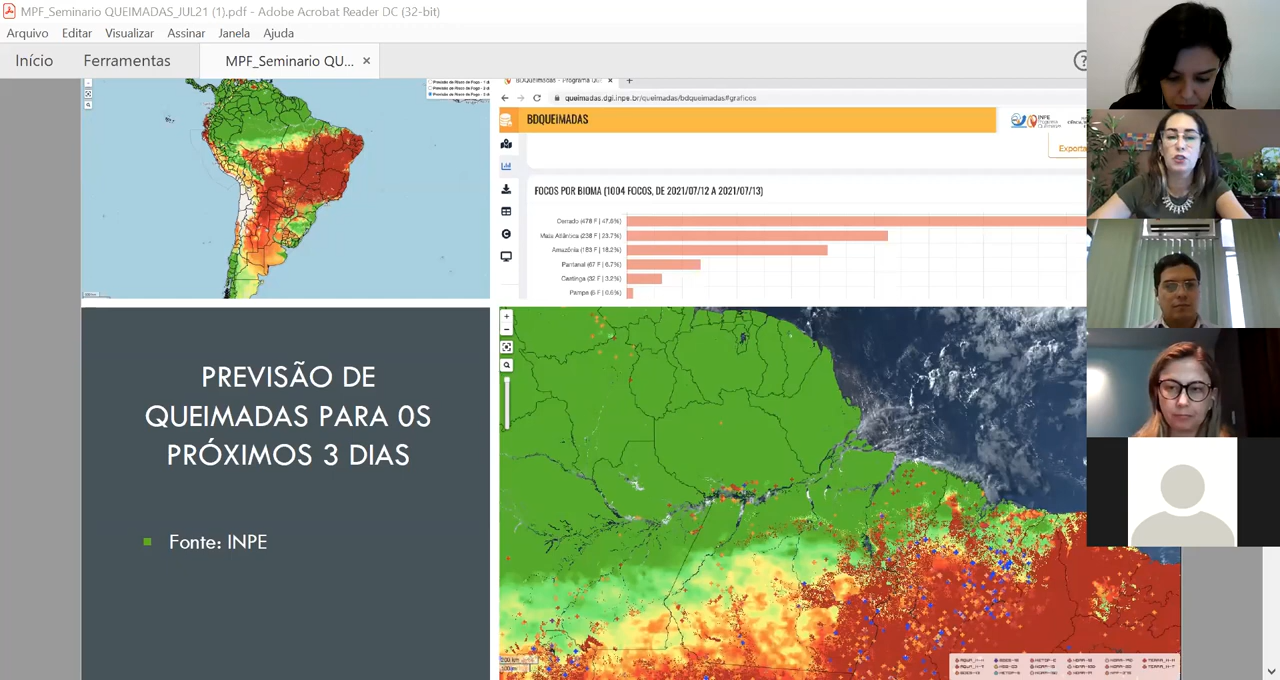 MPF_Seminario QUEIMADAS_JUL21 (1).pdf - Adobe Acrobat Reader DC (32-bit)
Arquivo Editar Visualizar Assinar Janela Ajuda
Início Ferramentas MPF_Seminario QU... ×
queimadas.dgi.inpe.br/queimadas/bdqueimadas#graficos
BDQUEIMADAS
INPE
Exporta
FOCOS POR BIOMA (1004 FOCOS, DE 2021/07/12 A 2021/07/13)
Cerrado (478 F | 47.6%)
Mata Atlântica (238 F | 23.7%)
Amazônia (183 F | 18.2%)
Pantanal (67 F | 6.7%)
Caatinga (32 F | 3.2%)
Pampa (6 F | 0.6%)
PREVISÃO DE
QUEIMADAS PARA 0S
PRÓXIMOS 3 DIAS
Fonte: INPE